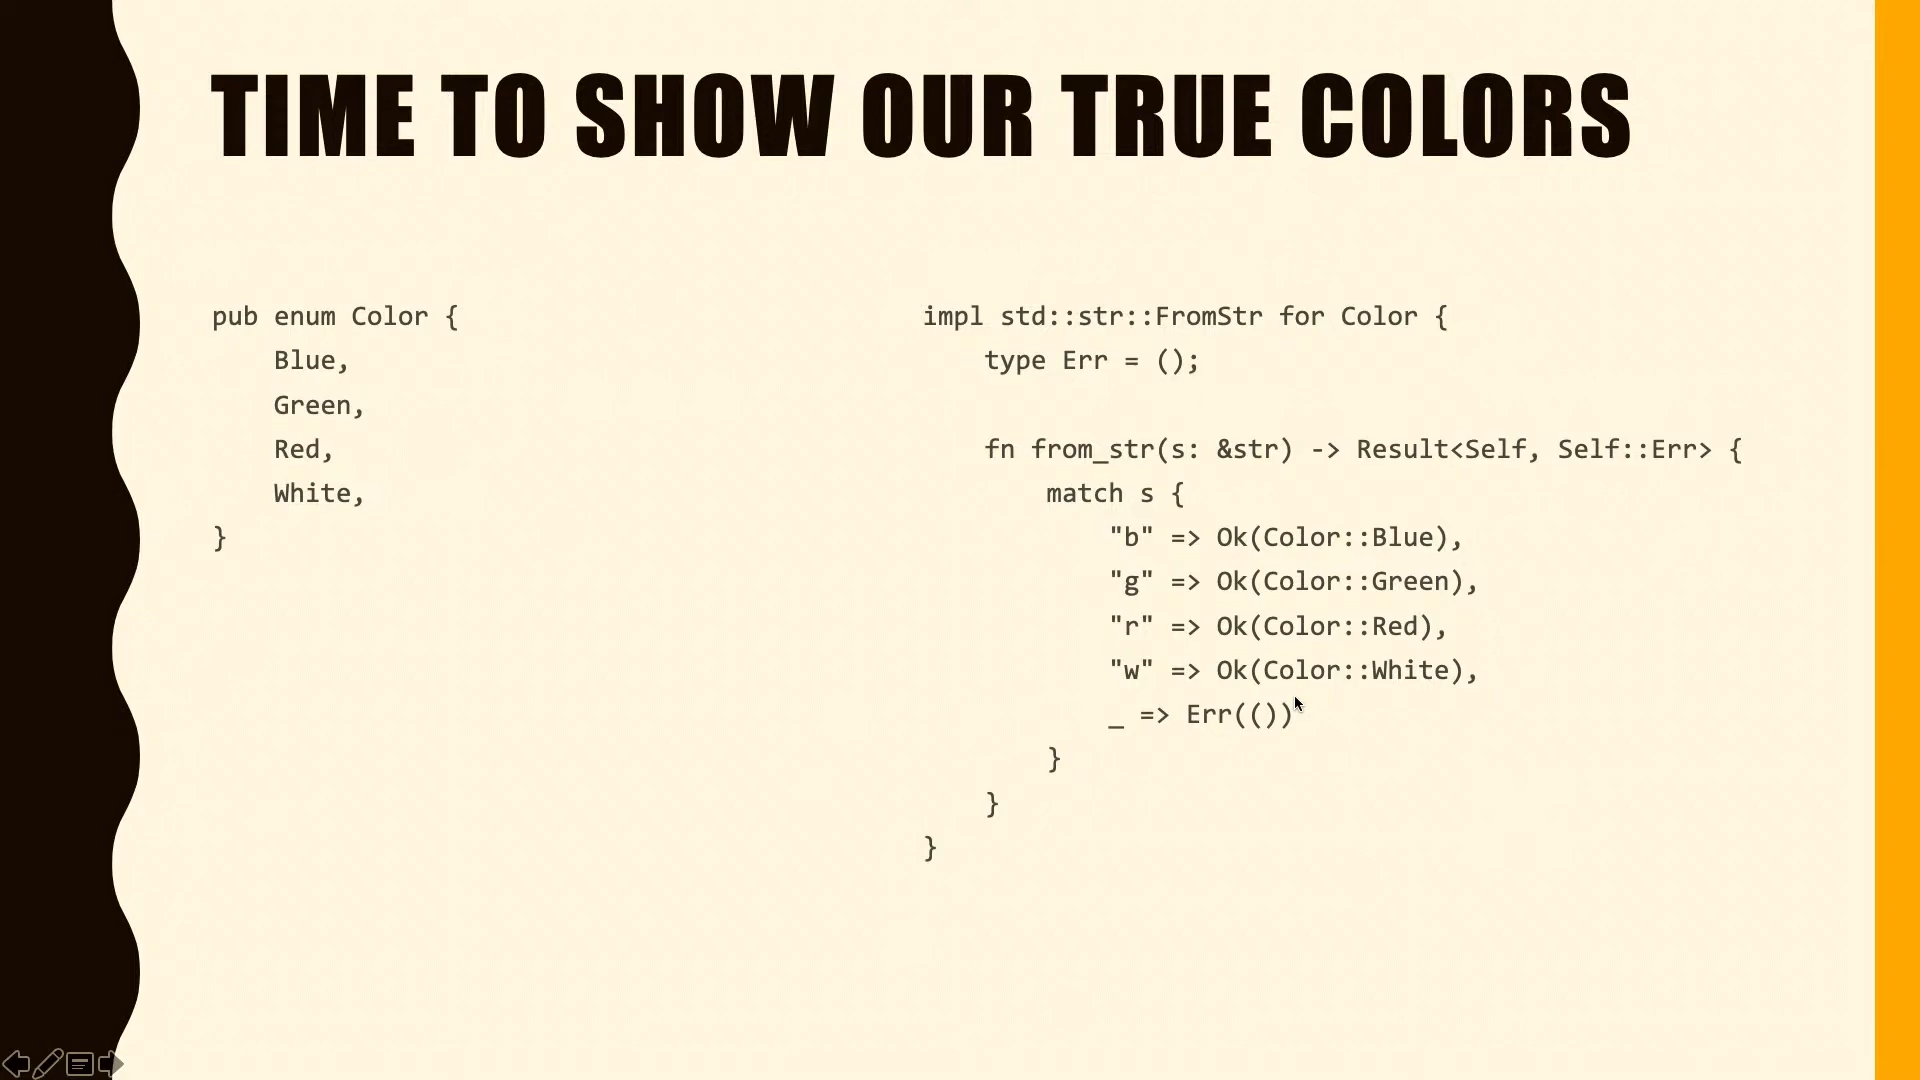 TIME TO SHOW OUR TRUE COLORS
pub enum Color {
    Blue,
    Green,
    Red,
    White,
}
impl std::str::FromStr for Color {
    type Err = ();
    fn from_str(s: &str) -> Result<Self, Self::Err> {
        match s {
            "b" => Ok(Color::Blue),
            "g" => Ok(Color::Green),
            "r" => Ok(Color::Red),
            "w" => Ok(Color::White),
            _ => Err(())
        }
    }
}